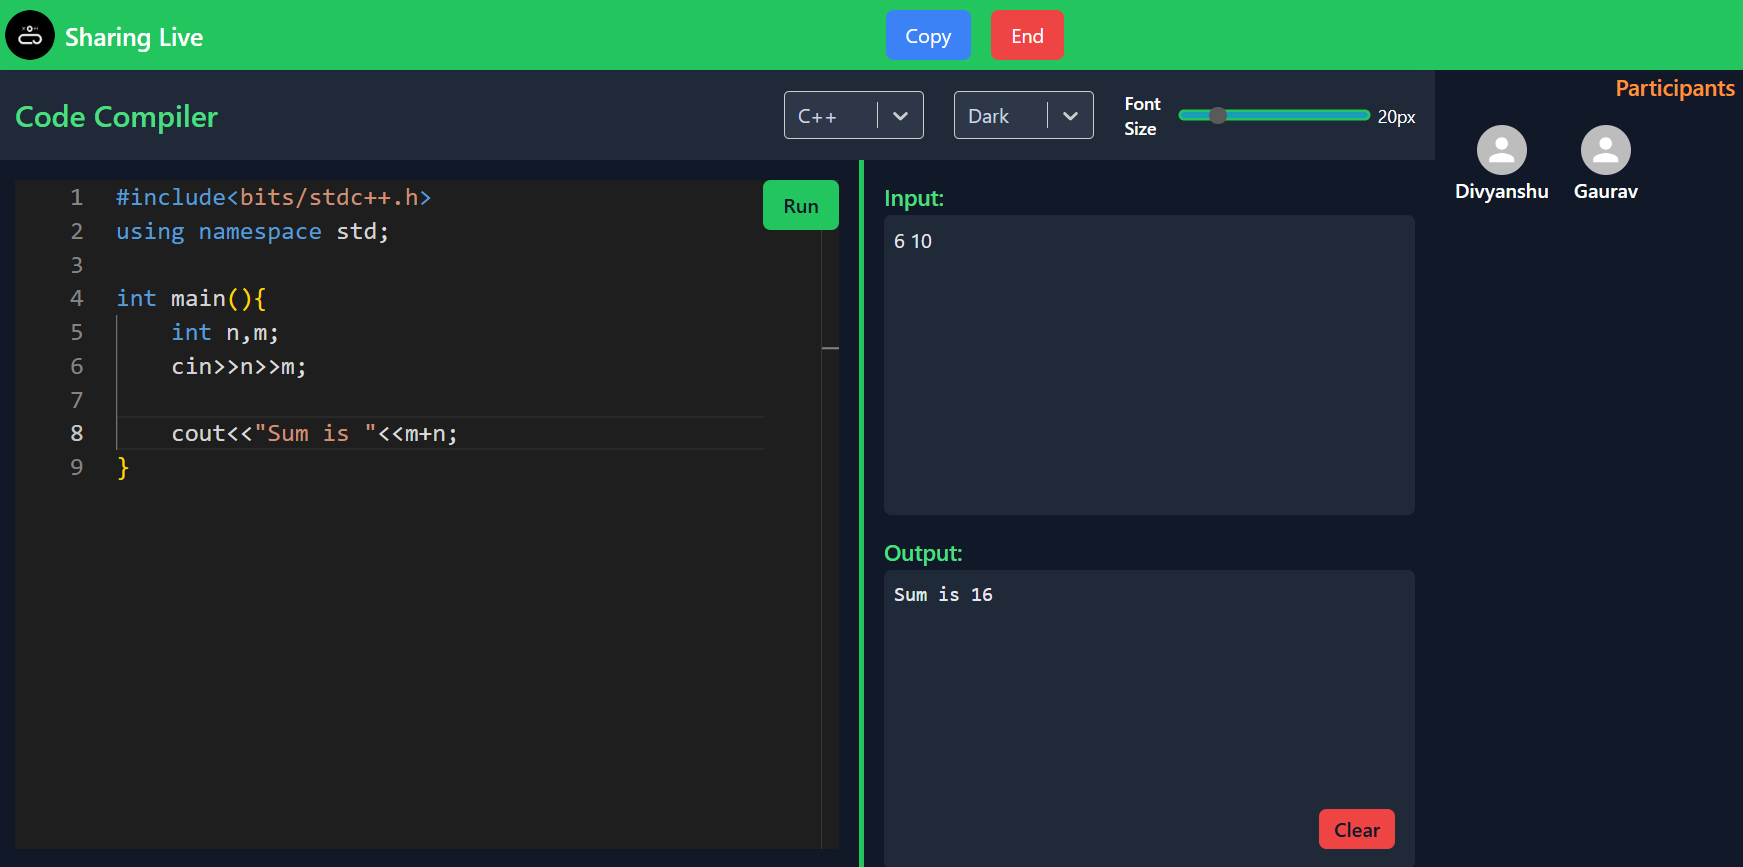 Sharing Live
Copy
End
Code Compiler
C++
Dark
Font
Size
20px
Participants
Divyanshu
Gaurav
1 #include<bits/stdc++.h>
2 using namespace std;
3
4 int main(){
5     int n,m;
6     cin>>n>>m;
7
8     cout<<"Sum is "<<m+n;
9 }
Run
Input:
6 10
Output:
Sum is 16
Clear